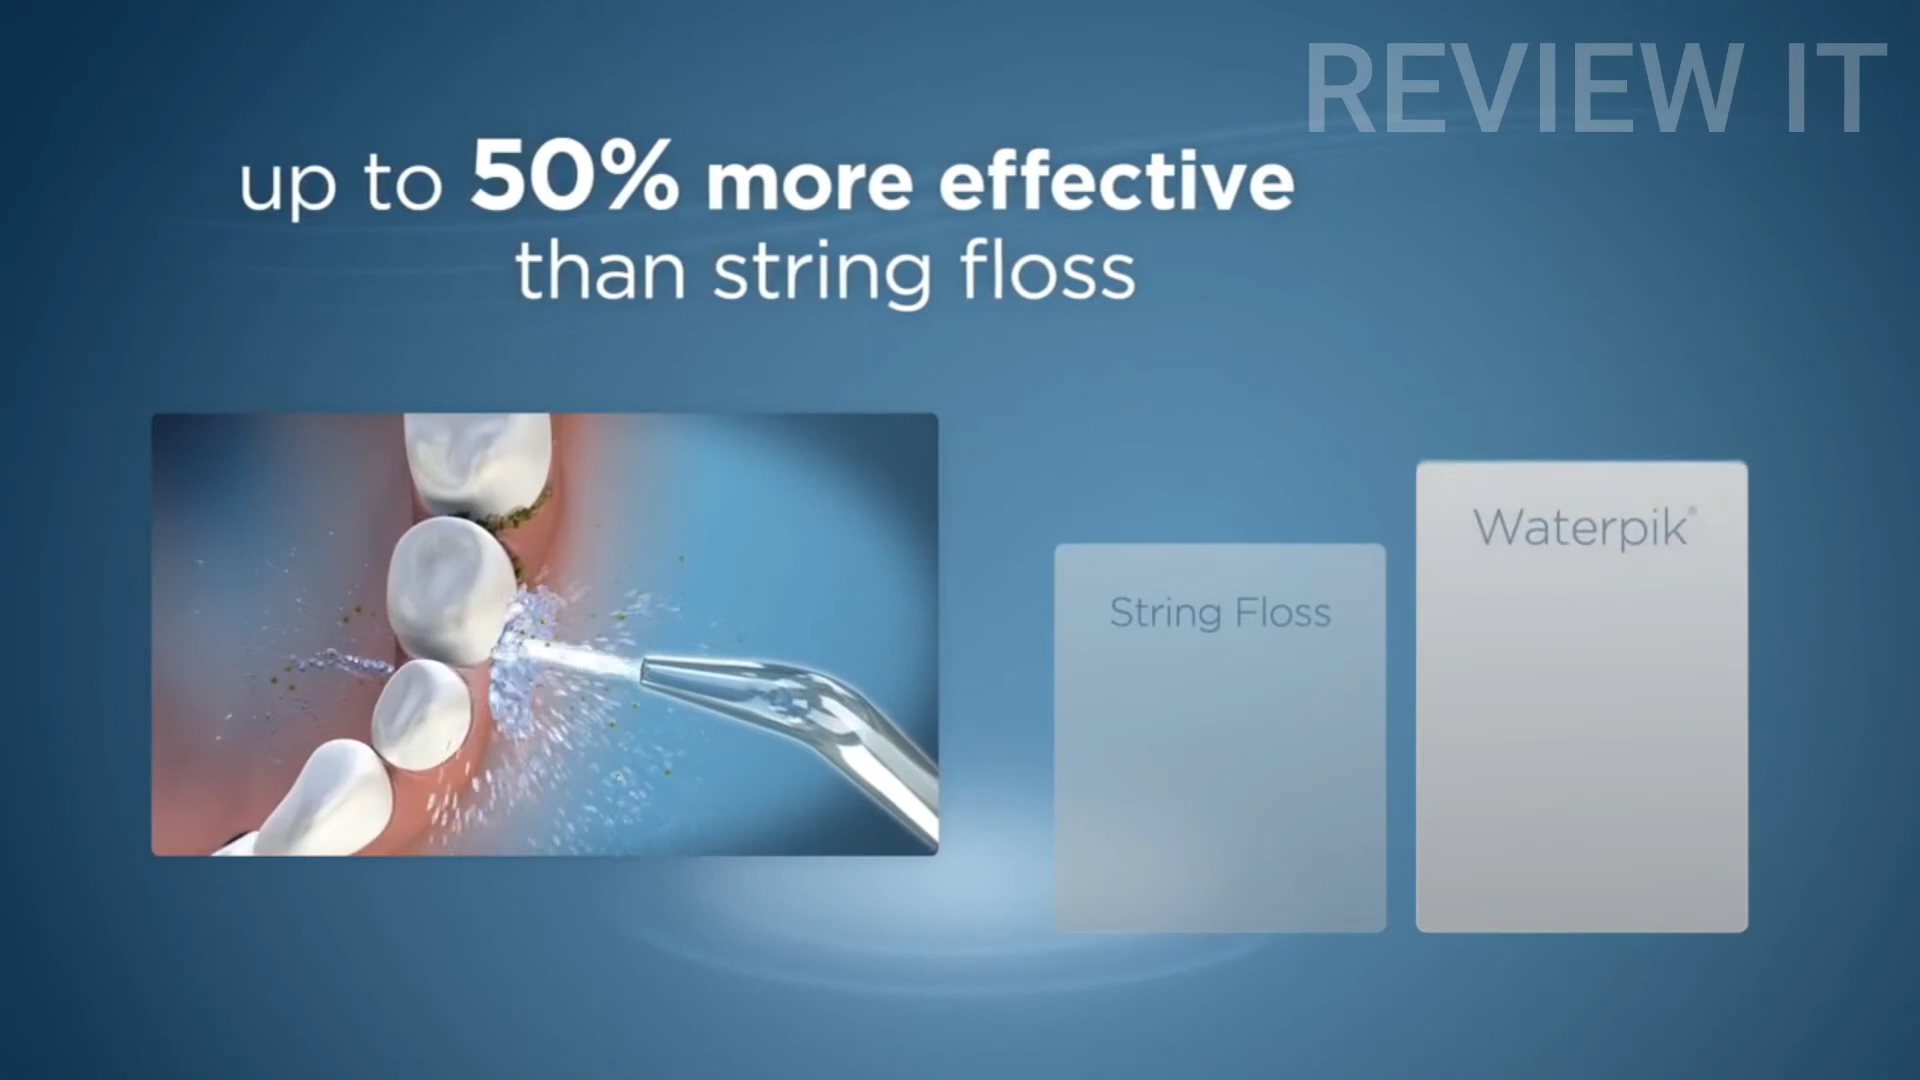 REVIEW IT
up to 50% more effective
than string floss
Waterpik®
String Floss